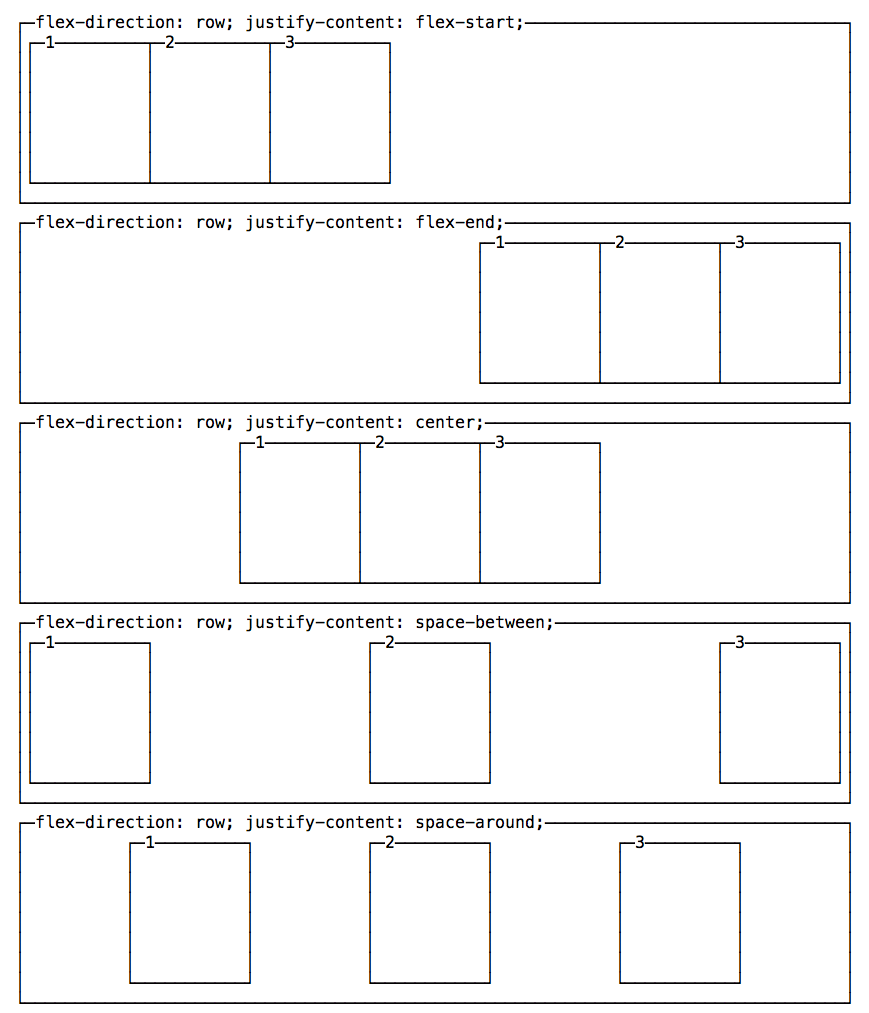 flex-direction: row; justify-content: flex-start;
1 2 3
flex-direction: row; justify-content: flex-end;
1 2 3
flex-direction: row; justify-content: center;
1 2 3
flex-direction: row; justify-content: space-between;
1 2 3
flex-direction: row; justify-content: space-around;
1 2 3